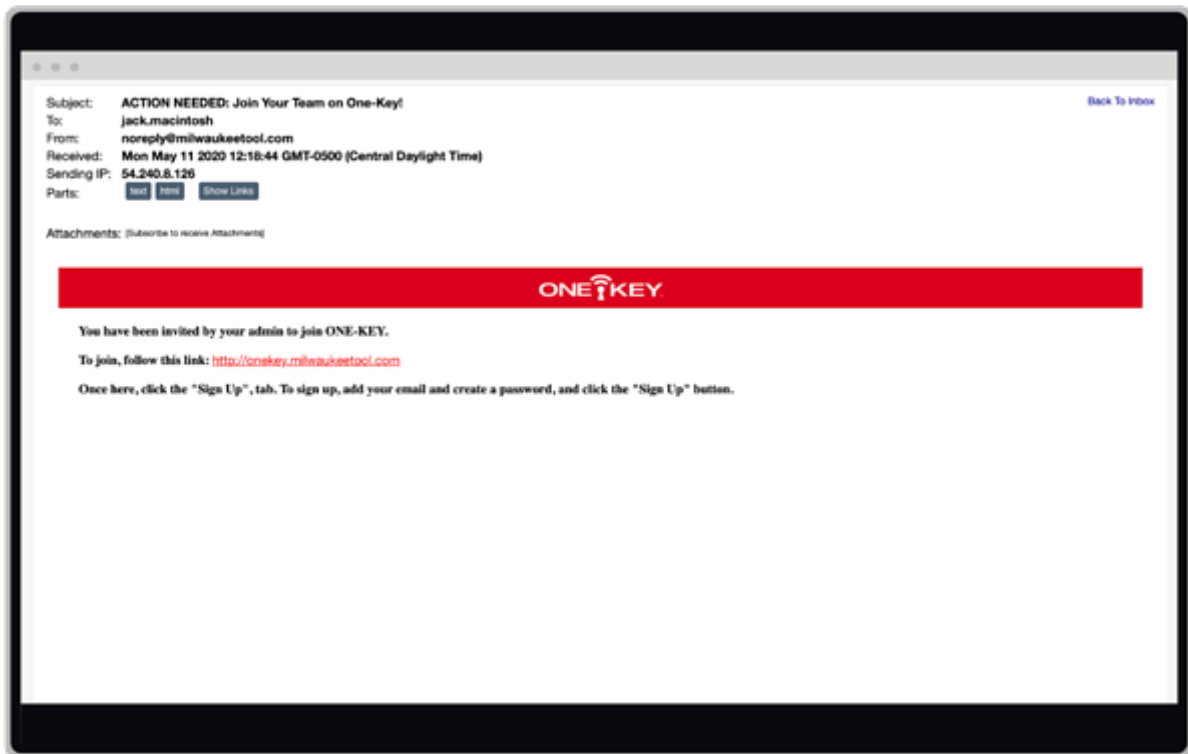 Subject: ACTION NEEDED: Join Your Team on One-Key!
Back To Inbox
To: jack.macintosh
From: noreply@milwaukeetool.com
Received: Mon May 11 2020 12:18:44 GMT-0500 (Central Daylight Time)
Sending IP: 54.240.8.126
Parts: text html Show Links
Attachments: [Subscribe to receive Attachments]
ONE KEY
You have been invited by your admin to join ONE-KEY.
To join, follow this link: http://onekey.milwaukeetool.com
Once here, click the "Sign Up", tab. To sign up, add your email and create a password, and click the "Sign Up" button.